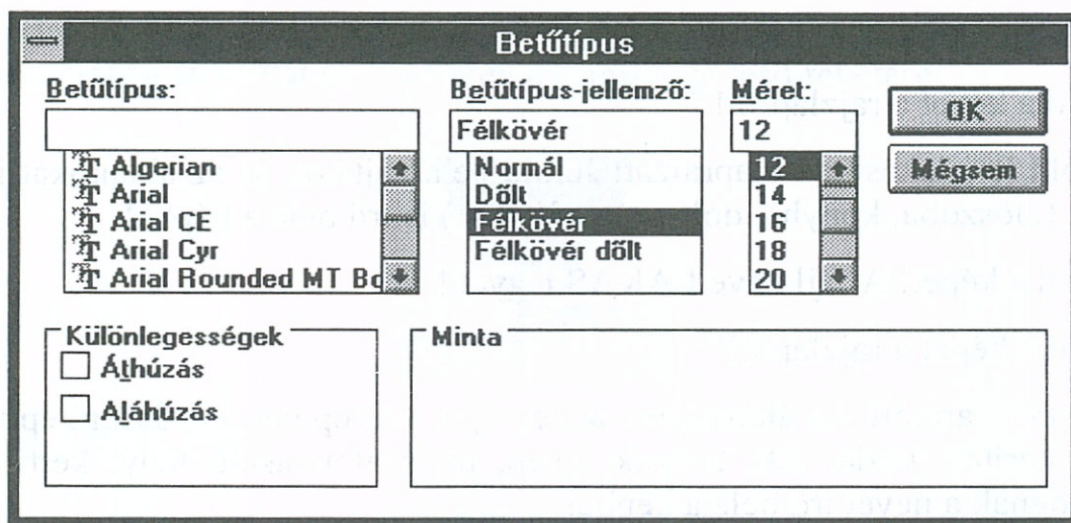 Betűtípus
Betűtípus:
Algerian
Arial
Arial CE
Arial Cyr
Arial Rounded MT Bo
Betűtípus-jellemző:
Félkövér
Normál
Dőlt
Félkövér
Félkövér dőlt
Méret:
12
12
14
16
18
20
OK
Mégsem
Különlegességek
Áthúzás
Aláhúzás
Minta